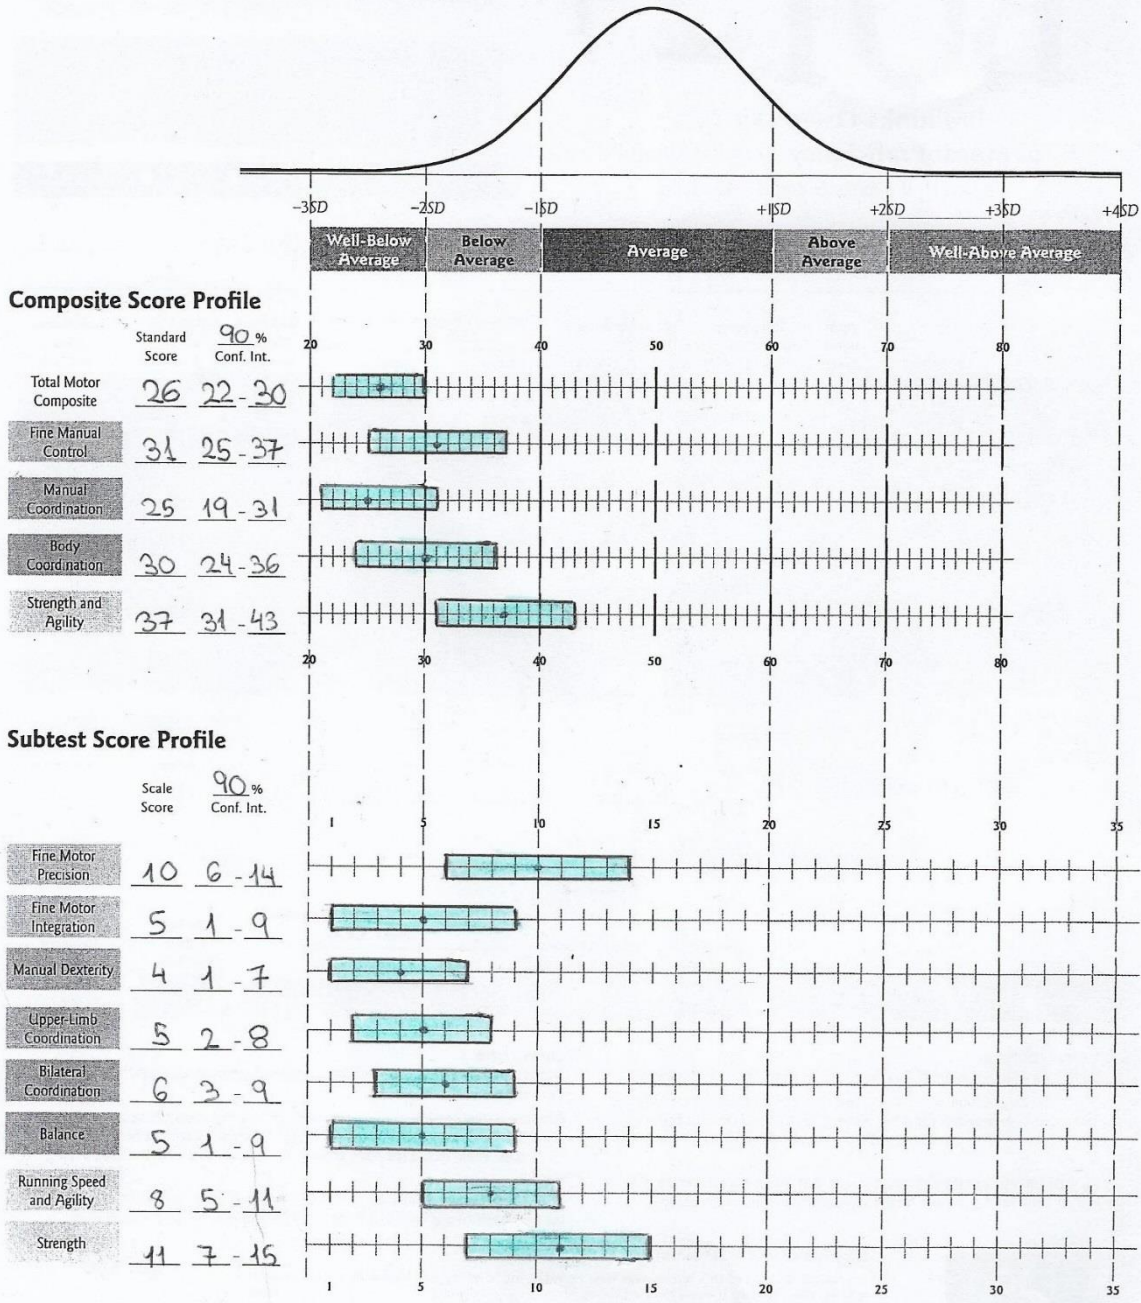 -3SD -2SD -1SD +1SD +2SD +3SD +4SD
Well-Below Average Below Average Average Above Average Well-Above Average
Composite Score Profile
Standard Score 90 % Conf. Int.
20 30 40 50 60 70 80
Total Motor Composite 26 22-30
Fine Manual Control 31 25-37
Manual Coordination 25 19-31
Body Coordination 30 24-36
Strength and Agility 37 31-43
20 30 40 50 60 70 80
Subtest Score Profile
Scale Score 90 % Conf. Int.
1 5 10 15 20 25 30 35
Fine Motor Precision 10 6-14
Fine Motor Integration 5 1-9
Manual Dexterity 4 1-7
Upper-Limb Coordination 5 2-8
Bilateral Coordination 6 3-9
Balance 5 1-9
Running Speed and Agility 8 5-11
Strength 11 7-15
1 5 10 15 20 25 30 35